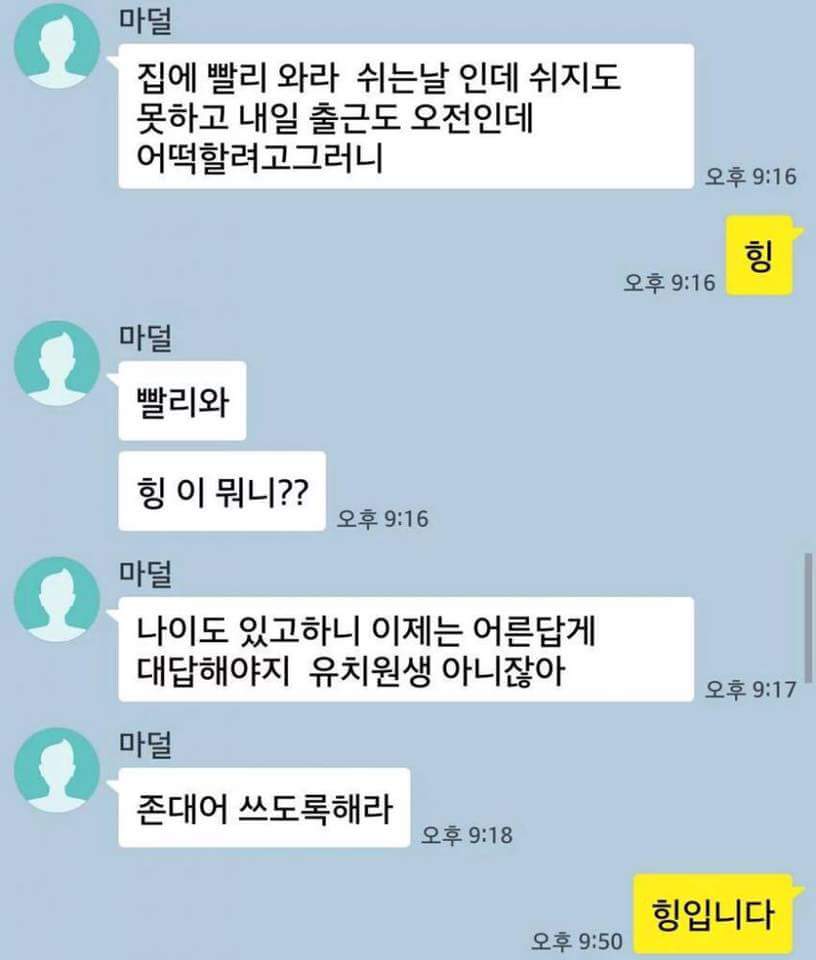 마덜
집에 빨리 와라  쉬는날 인데 쉬지도
못하고 내일 출근도 오전인데
어떡할려고그러니
오후 9:16
힝
오후 9:16
마덜
빨리와
힝 이 뭐니??
오후 9:16
마덜
나이도 있고하니 이제는 어른답게
대답해야지  유치원생 아니잖아
오후 9:17
마덜
존대어 쓰도록해라
오후 9:18
힝입니다
오후 9:50